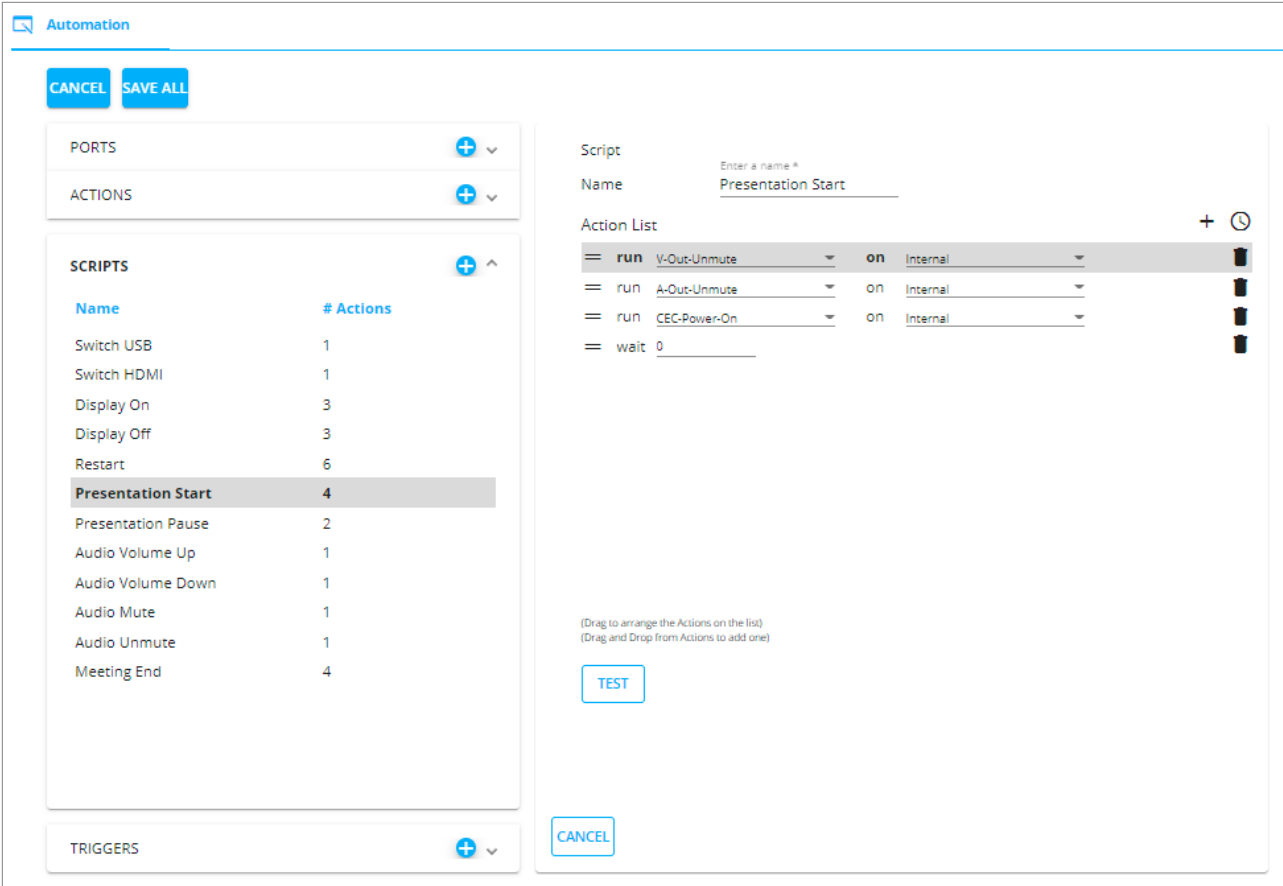 Automation
CANCEL SAVE ALL
PORTS
ACTIONS
SCRIPTS
Name # Actions
Switch USB 1
Switch HDMI 1
Display On 3
Display Off 3
Restart 6
Presentation Start 4
Presentation Pause 2
Audio Volume Up 1
Audio Volume Down 1
Audio Mute 1
Audio Unmute 1
Meeting End 4
TRIGGERS
Script
Enter a name *
Name Presentation Start
Action List
run V-Out-Unmute on Internal
run A-Out-Unmute on Internal
run CEC-Power-On on Internal
wait 0
(Drag to arrange the Actions on the list)
(Drag and Drop from Actions to add one)
TEST
CANCEL